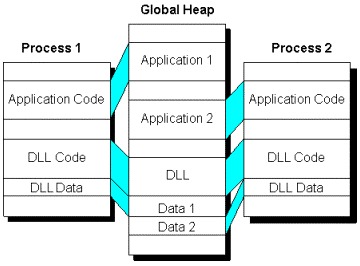 Global Heap
Process 1
Application Code
DLL Code
DLL Data
Application 1
Application 2
DLL
Data 1
Data 2
Process 2
Application Code
DLL Code
DLL Data